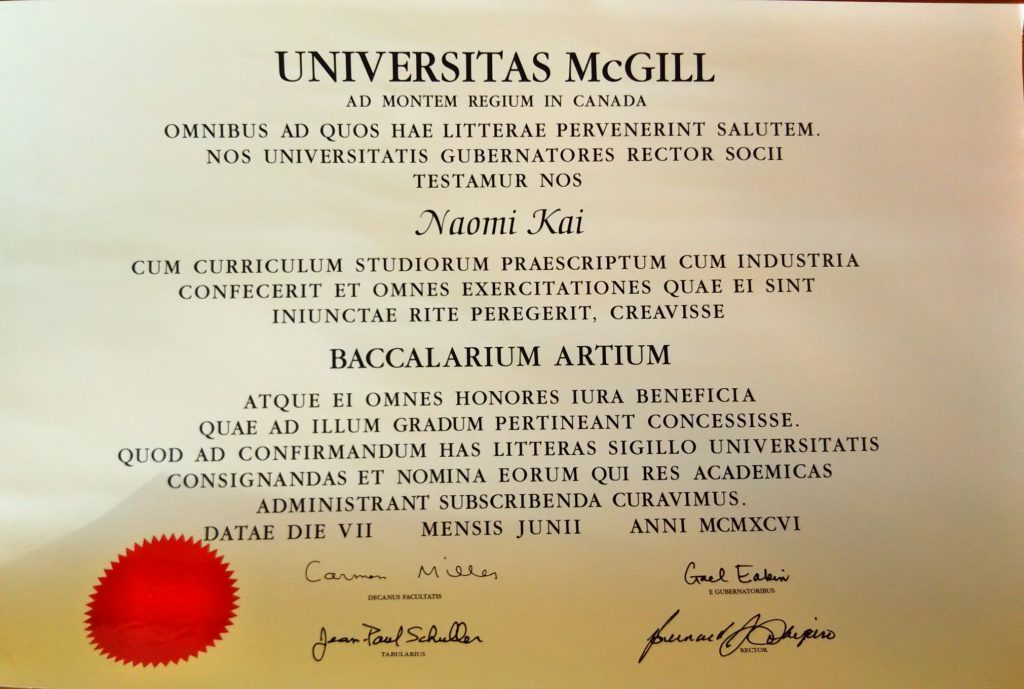 UNIVERSITAS McGILL
AD MONTEM REGIUM IN CANADA
OMNIBUS AD QUOS HAE LITTERAE PERVENERINT SALUTEM.
NOS UNIVERSITATIS GUBERNATORES RECTOR SOCII
TESTAMUR NOS
Naomi Kai
CUM CURRICULUM STUDIORUM PRAESCRIPTUM CUM INDUSTRIA
CONFECERIT ET OMNES EXERCITATIONES QUAE EI SINT
INIUNCTAE RITE PEREGERIT, CREAVISSE
BACCALARIUM ARTIUM
ATQUE EI OMNES HONORES IURA BENEFICIA
QUAE AD ILLUM GRADUM PERTINEANT CONCESSISSE.
QUOD AD CONFIRMANDUM HAS LITTERAS SIGILLO UNIVERSITATIS
CONSIGNANDAS ET NOMINA EORUM QUI RES ACADEMICAS
ADMINISTRANT SUBSCRIBENDA CURAVIMUS.
DATAE DIE VII MENSIS JUNII ANNI MCMXCVI
Carman Miller Gael Eakin
DECANUS FACULTATIS E GUBERNATORIBUS
Jean-Paul Schuller Bernard J. Shapiro
TABULARIUS RECTOR